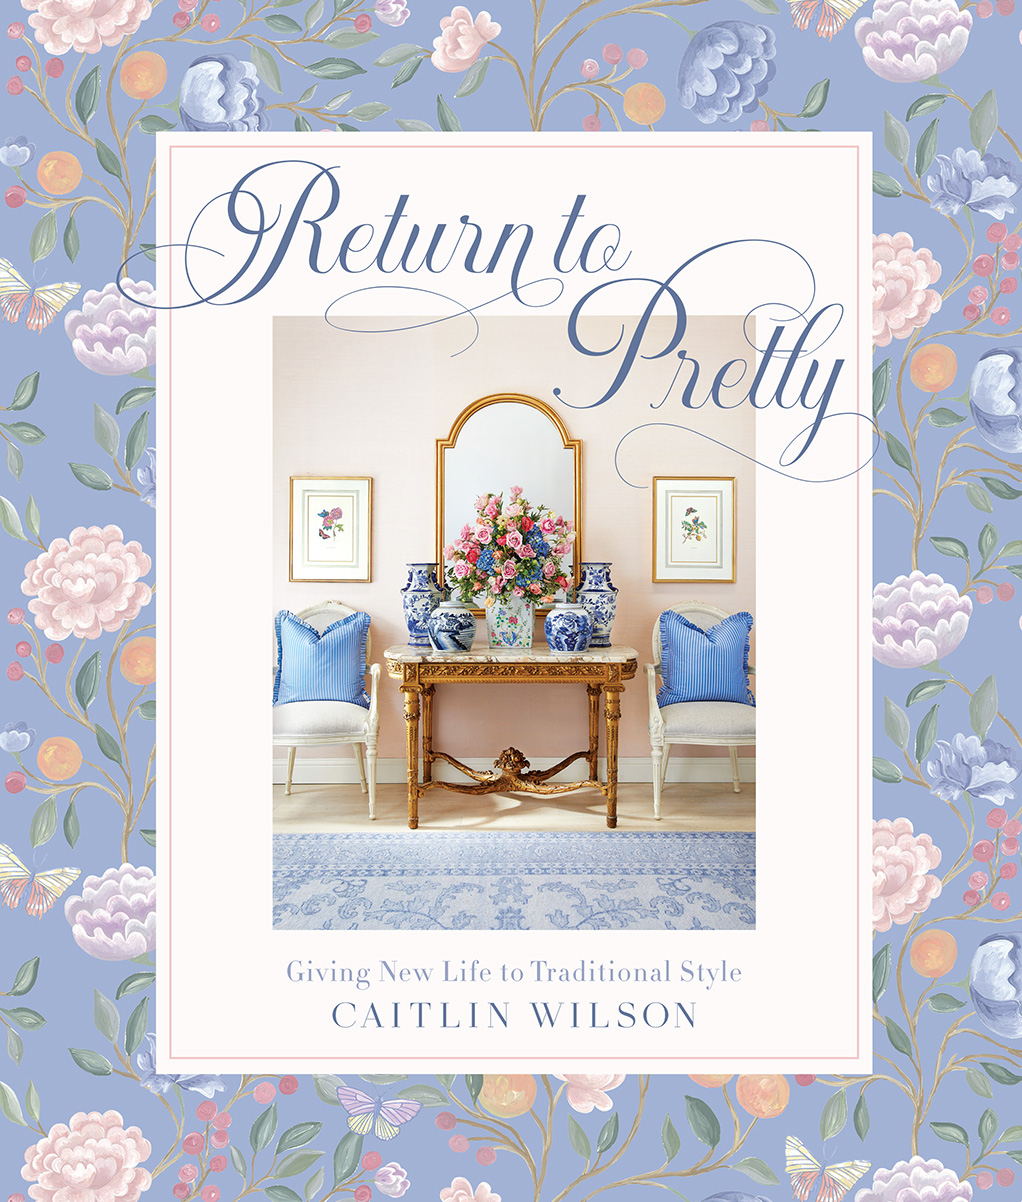 Return to
Pretty
Giving New Life to Traditional Style
CAITLIN WILSON